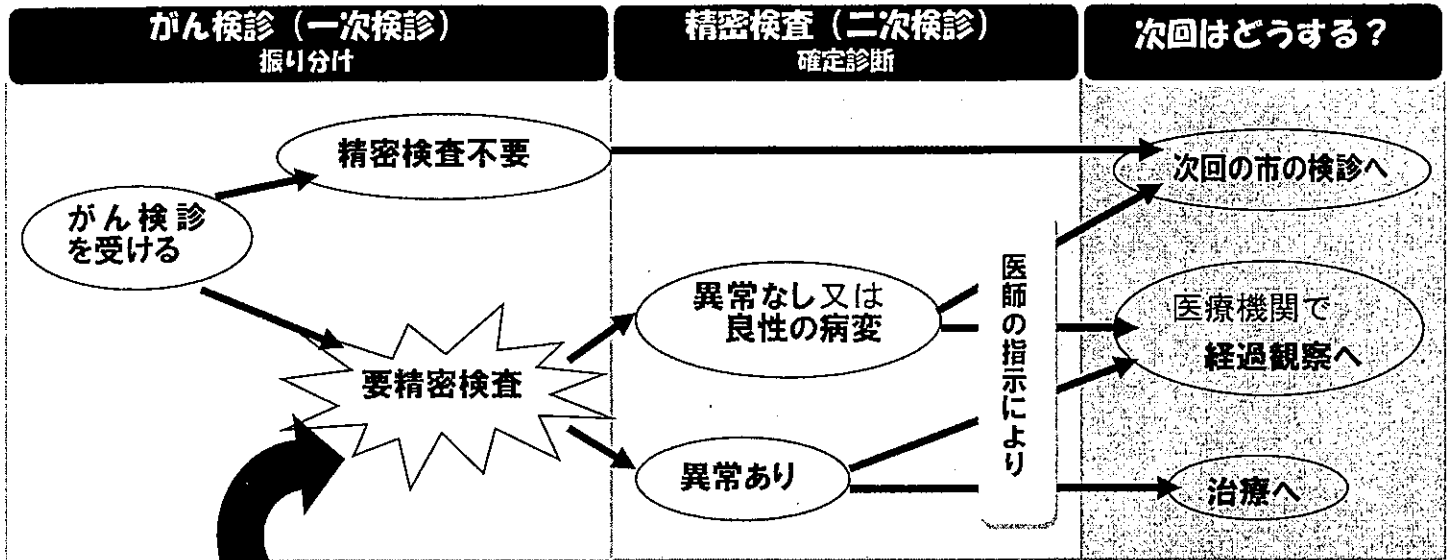 がん検診（一次検診）
振り分け
精密検査（二次検診）
確定診断
次回はどうする？
精密検査不要
がん検診
を受ける
要精密検査
異常なし又は
良性の病変
異常あり
医師の指示により
次回の市の検診へ
医療機関で
経過観察へ
治療へ